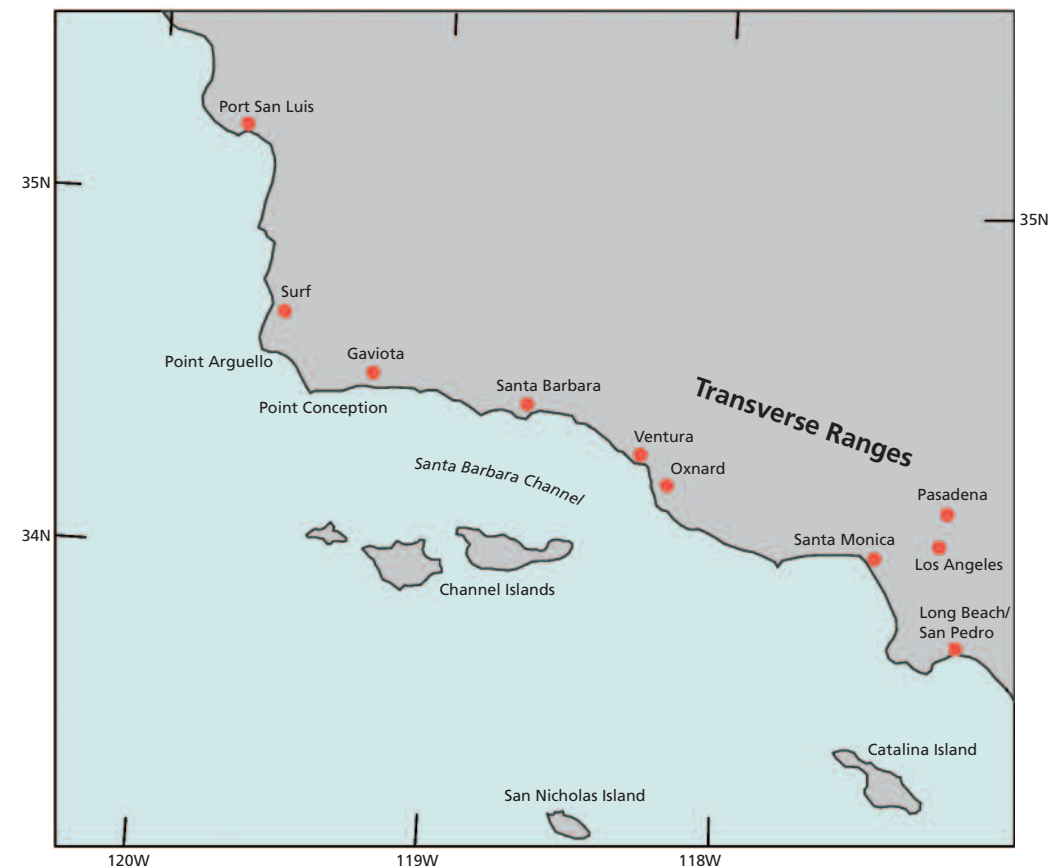 Port San Luis
35N
35N
Surf
Point Arguello
Gaviota
Point Conception
Santa Barbara
Transverse Ranges
Ventura
Santa Barbara Channel
Oxnard
Pasadena
34N
Santa Monica
Los Angeles
Channel Islands
Long Beach/
San Pedro
Catalina Island
San Nicholas Island
120W
119W
118W